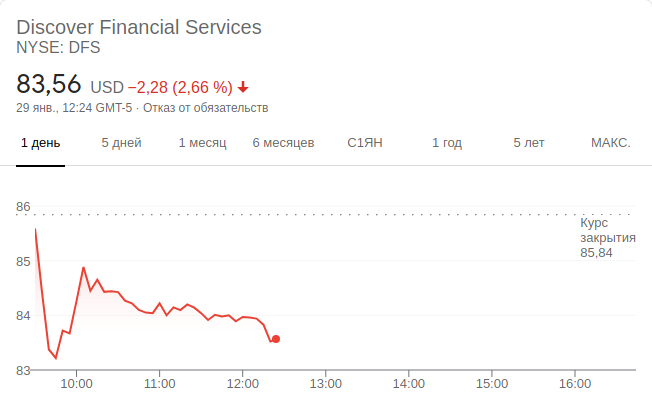 Discover Financial Services
NYSE: DFS
83,56 USD −2,28 (2,66 %)
29 янв., 12:24 GMT-5 · Отказ от обязательств
1 день 5 дней 1 месяц 6 месяцев С1ЯН 1 год 5 лет МАКС.
86
Курс
закрытия
85,84
85
84
83
10:00 11:00 12:00 13:00 14:00 15:00 16:00